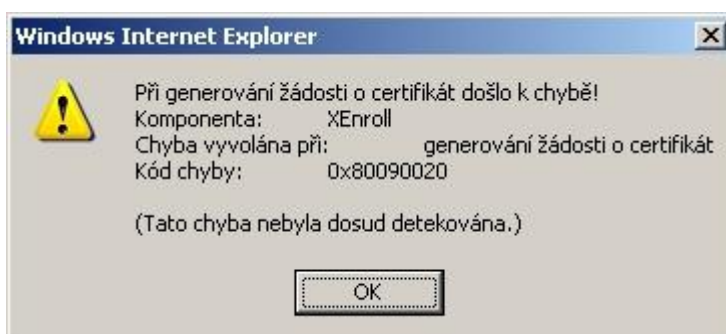 Windows Internet Explorer
Při generování žádosti o certifikát došlo k chybě!
Komponenta: XEnroll
Chyba vyvolána při: generování žádosti o certifikát
Kód chyby: 0x80090020
(Tato chyba nebyla dosud detekována.)
OK